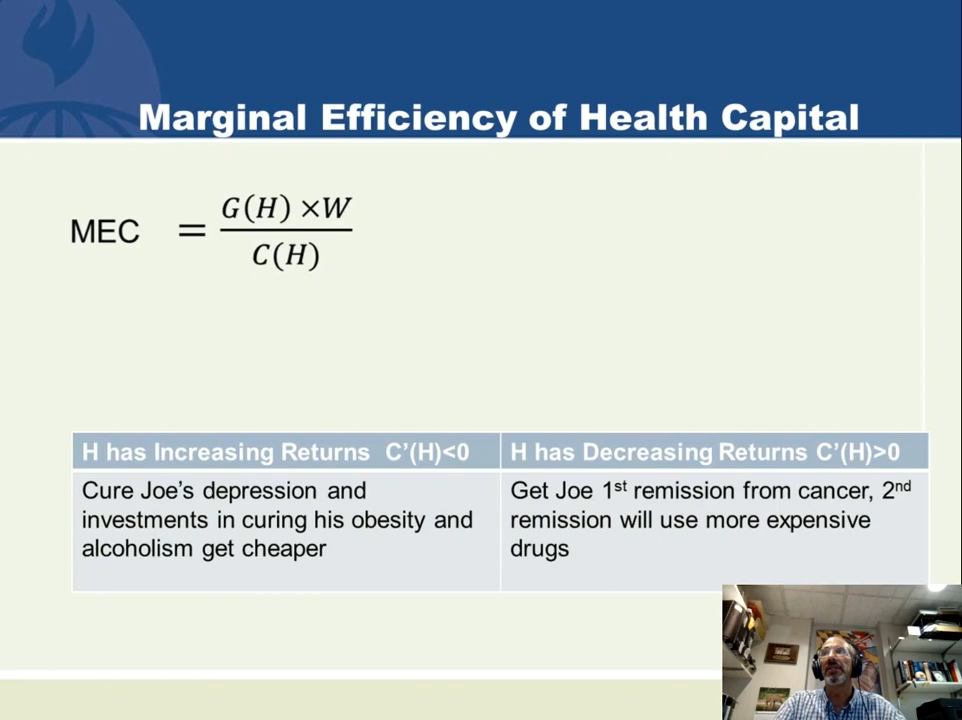 Marginal Efficiency of Health Capital
MEC = G(H) ×W / C(H)
H has Increasing Returns C’(H)<0
H has Decreasing Returns C’(H)>0
Cure Joe’s depression and
investments in curing his obesity and
alcoholism get cheaper
Get Joe 1st remission from cancer, 2nd
remission will use more expensive
drugs